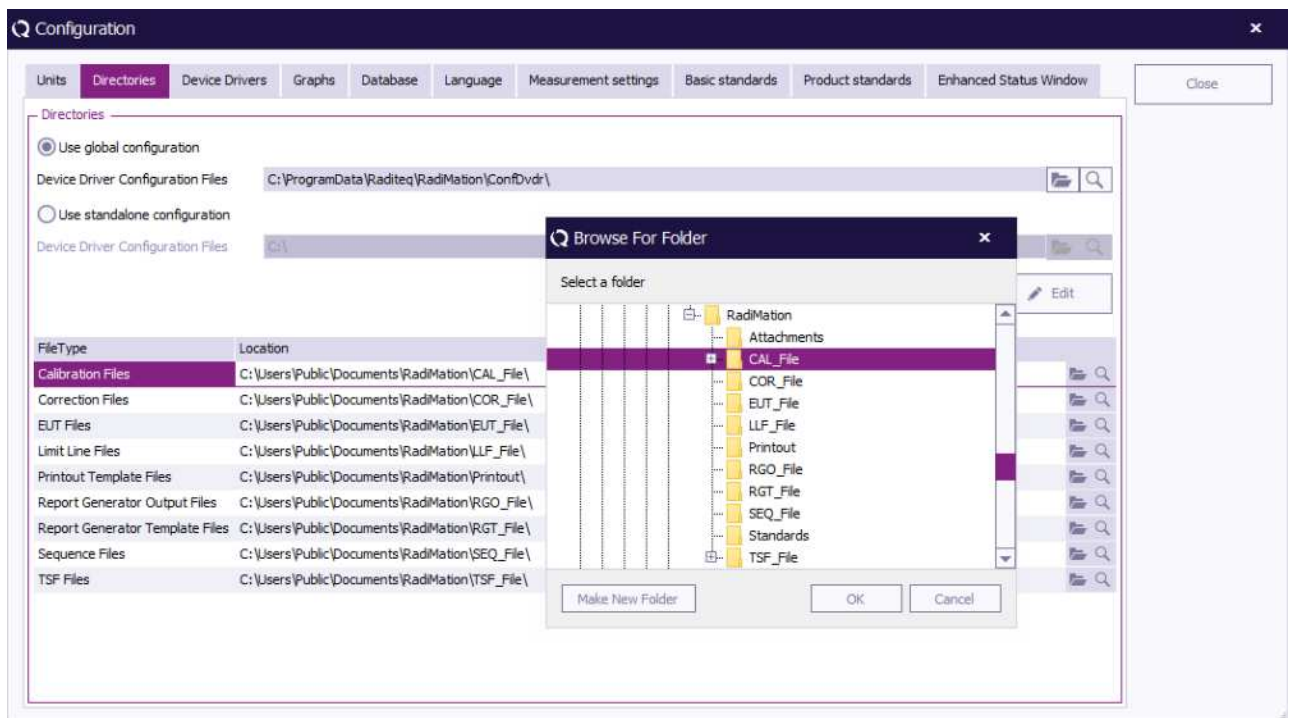 Configuration
Units Directories Device Drivers Graphs Database Language Measurement settings Basic standards Product standards Enhanced Status Window Close
Directories
Use global configuration
Device Driver Configuration Files C:\ProgramData\Raditeq\RadiMation\ConfDvdr\
Use standalone configuration
Device Driver Configuration Files C:\
Edit
FileType Location
Calibration Files C:\Users\Public\Documents\RadiMation\CAL_File\
Correction Files C:\Users\Public\Documents\RadiMation\COR_File\
EUT Files C:\Users\Public\Documents\RadiMation\EUT_File\
Limit Line Files C:\Users\Public\Documents\RadiMation\LLF_File\
Printout Template Files C:\Users\Public\Documents\RadiMation\Printout\
Report Generator Output Files C:\Users\Public\Documents\RadiMation\RGO_File\
Report Generator Template Files C:\Users\Public\Documents\RadiMation\RGT_File\
Sequence Files C:\Users\Public\Documents\RadiMation\SEQ_File\
TSF Files C:\Users\Public\Documents\RadiMation\TSF_File\
Browse For Folder
Select a folder
RadiMation
Attachments
CAL_File
COR_File
EUT_File
LLF_File
Printout
RGO_File
RGT_File
SEQ_File
Standards
TSF_File
Make New Folder OK Cancel